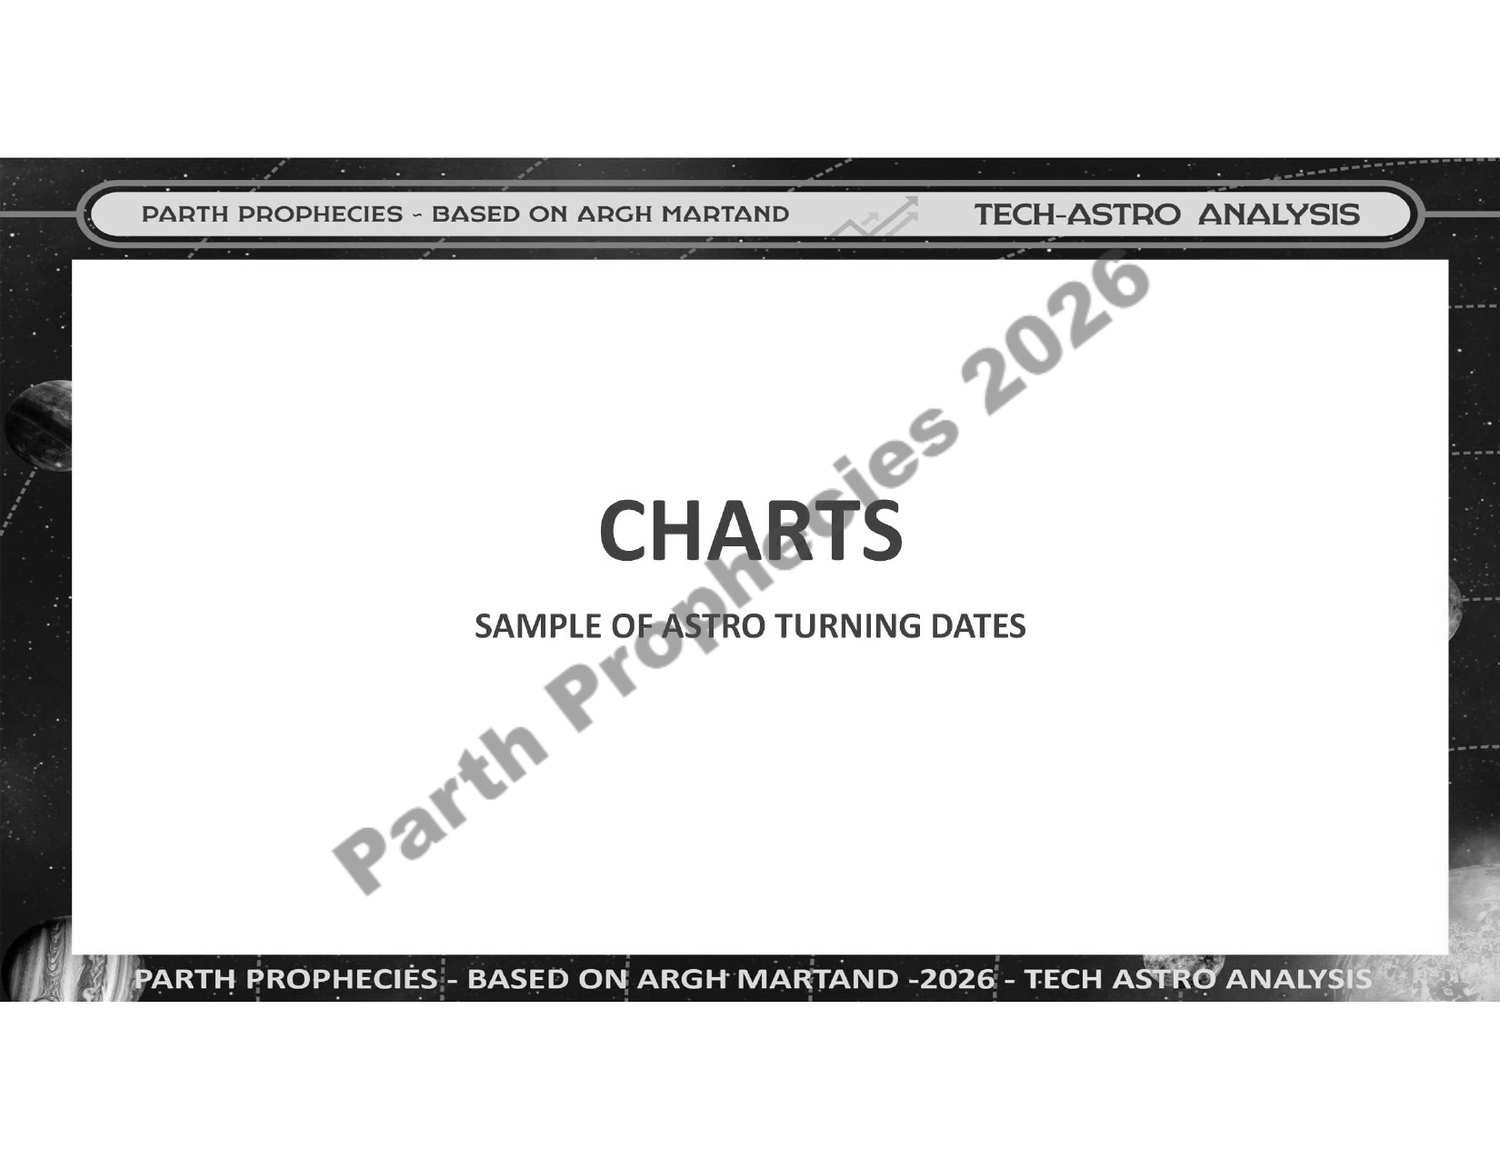 PARTH PROPHECIES ~ BASED ON ARGH MARTAND TECH-ASTRO ANALYSIS
CHARTS
SAMPLE OF ASTRO TURNING DATES
Parth Prophecies 2026
PARTH PROPHECIES - BASED ON ARGH MARTAND -2026 - TECH ASTRO ANALYSIS